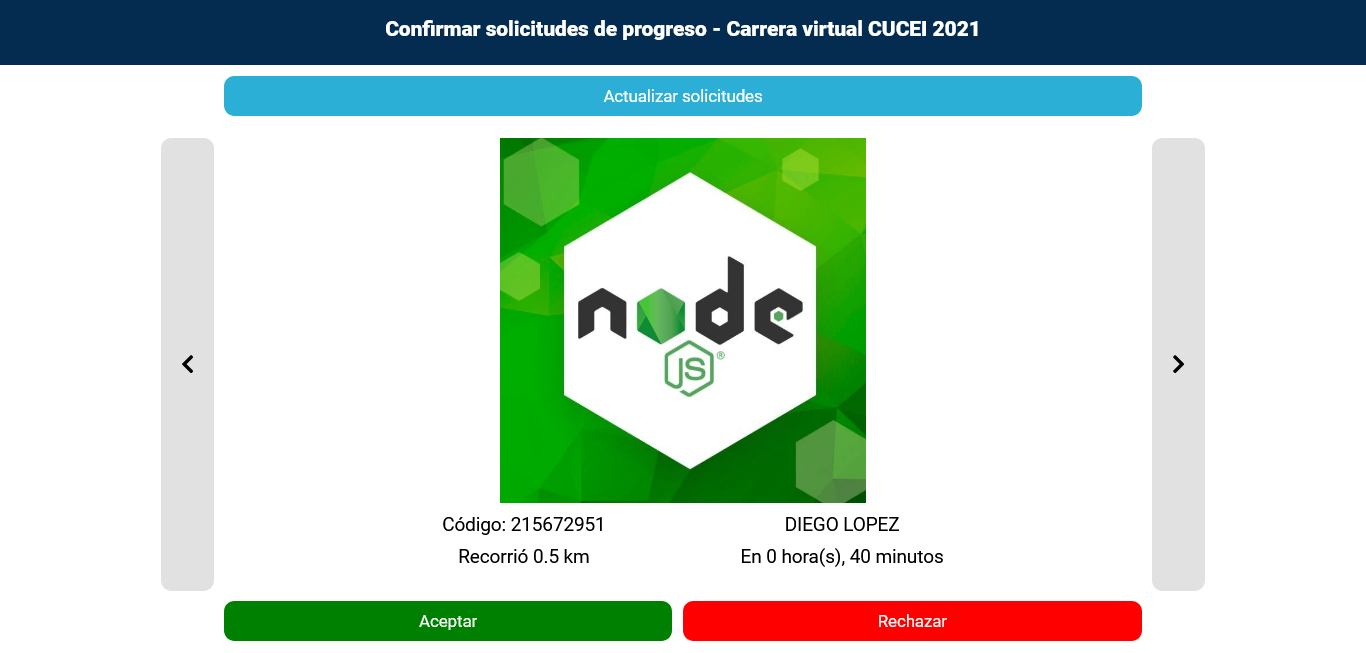 Confirmar solicitudes de progreso - Carrera virtual CUCEI 2021
Actualizar solicitudes
node
JS®
Código: 215672951
DIEGO LOPEZ
Recorrió 0.5 km
En 0 hora(s), 40 minutos
Aceptar
Rechazar